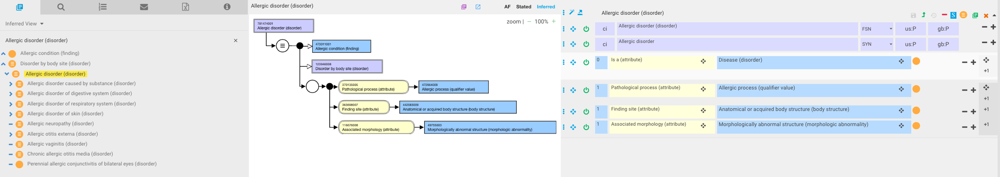 Inferred View
Allergic disorder (disorder)
Allergic condition (finding)
Disorder by body site (disorder)
Allergic disorder (disorder)
Allergic disorder caused by substance (disorder)
Allergic disorder of digestive system (disorder)
Allergic disorder of respiratory system (disorder)
Allergic disorder of skin (disorder)
Allergic neuropathy (disorder)
Allergic otitis externa (disorder)
Allergic vaginitis (disorder)
Chronic allergic otitis media (disorder)
Perennial allergic conjunctivitis of bilateral eyes (disorder)
Allergic disorder (disorder)
AF Stated Inferred
zoom | − 100% +
781474001
Allergic disorder (disorder)
473011001
Allergic condition (finding)
123946008
Disorder by body site (disorder)
370135005
Pathological process (attribute)
472964009
Allergic process (qualifier value)
363698007
Finding site (attribute)
442083009
Anatomical or acquired body structure (body structure)
116676008
Associated morphology (attribute)
49755003
Morphologically abnormal structure (morphologic abnormality)
Allergic disorder (disorder)
S
ci Allergic disorder (disorder) FSN us:P gb:P
ci Allergic disorder SYN us:P gb:P
0 Is a (attribute) Disease (disorder)
+1
1 Pathological process (attribute) Allergic process (qualifier value)
+1
1 Finding site (attribute) Anatomical or acquired body structure (body structure) +1
1 Associated morphology (attribute) Morphologically abnormal structure (morphologic abnormality) +1